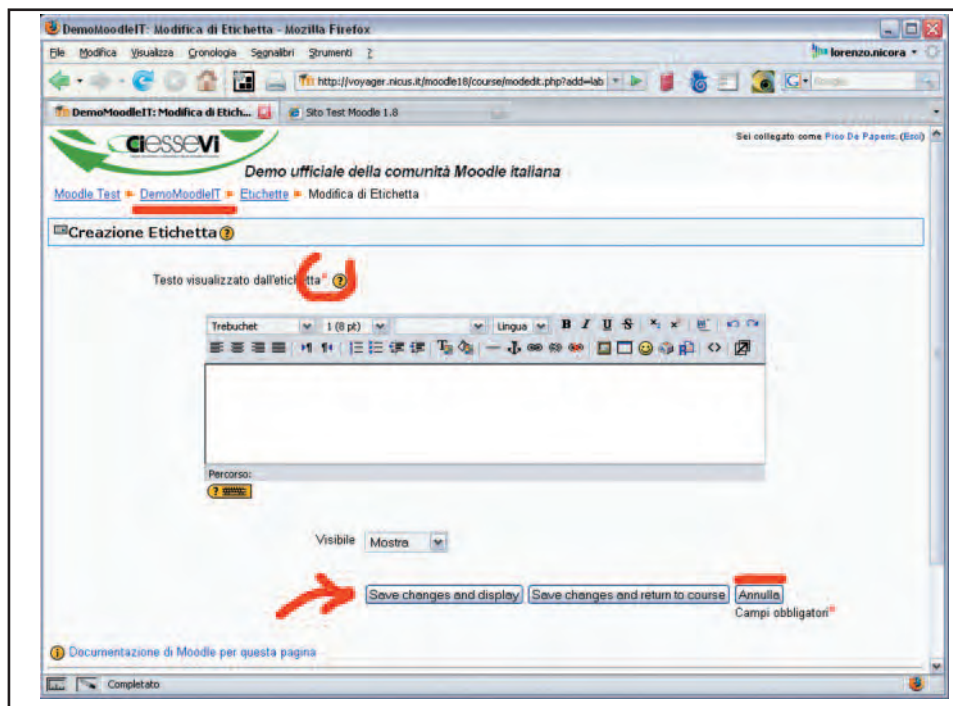 DemoMoodleIT: Modifica di Etichetta - Mozilla Firefox
File Modifica Visualizza Cronologia Segnalibri Strumenti ?
lorenzo.nicora
http://voyager.nicus.it/moodle18/course/modedit.php?add=lab
DemoMoodleIT: Modifica di Etich... Sito Test Moodle 1.8
Sei collegato come Pico De Paperis. (Esci)
Ciessevi
Demo ufficiale della comunità Moodle italiana
Moodle Test DemoMoodleIT Etichette Modifica di Etichetta
Creazione Etichetta ?
Testo visualizzato dall'etichetta* ?
Trebuchet 1 (8 pt) Lingua B I U S
Percorso:
?
Visibile Mostra
Save changes and display Save changes and return to course Annulla
Campi obbligatori*
Documentazione di Moodle per questa pagina
Completato